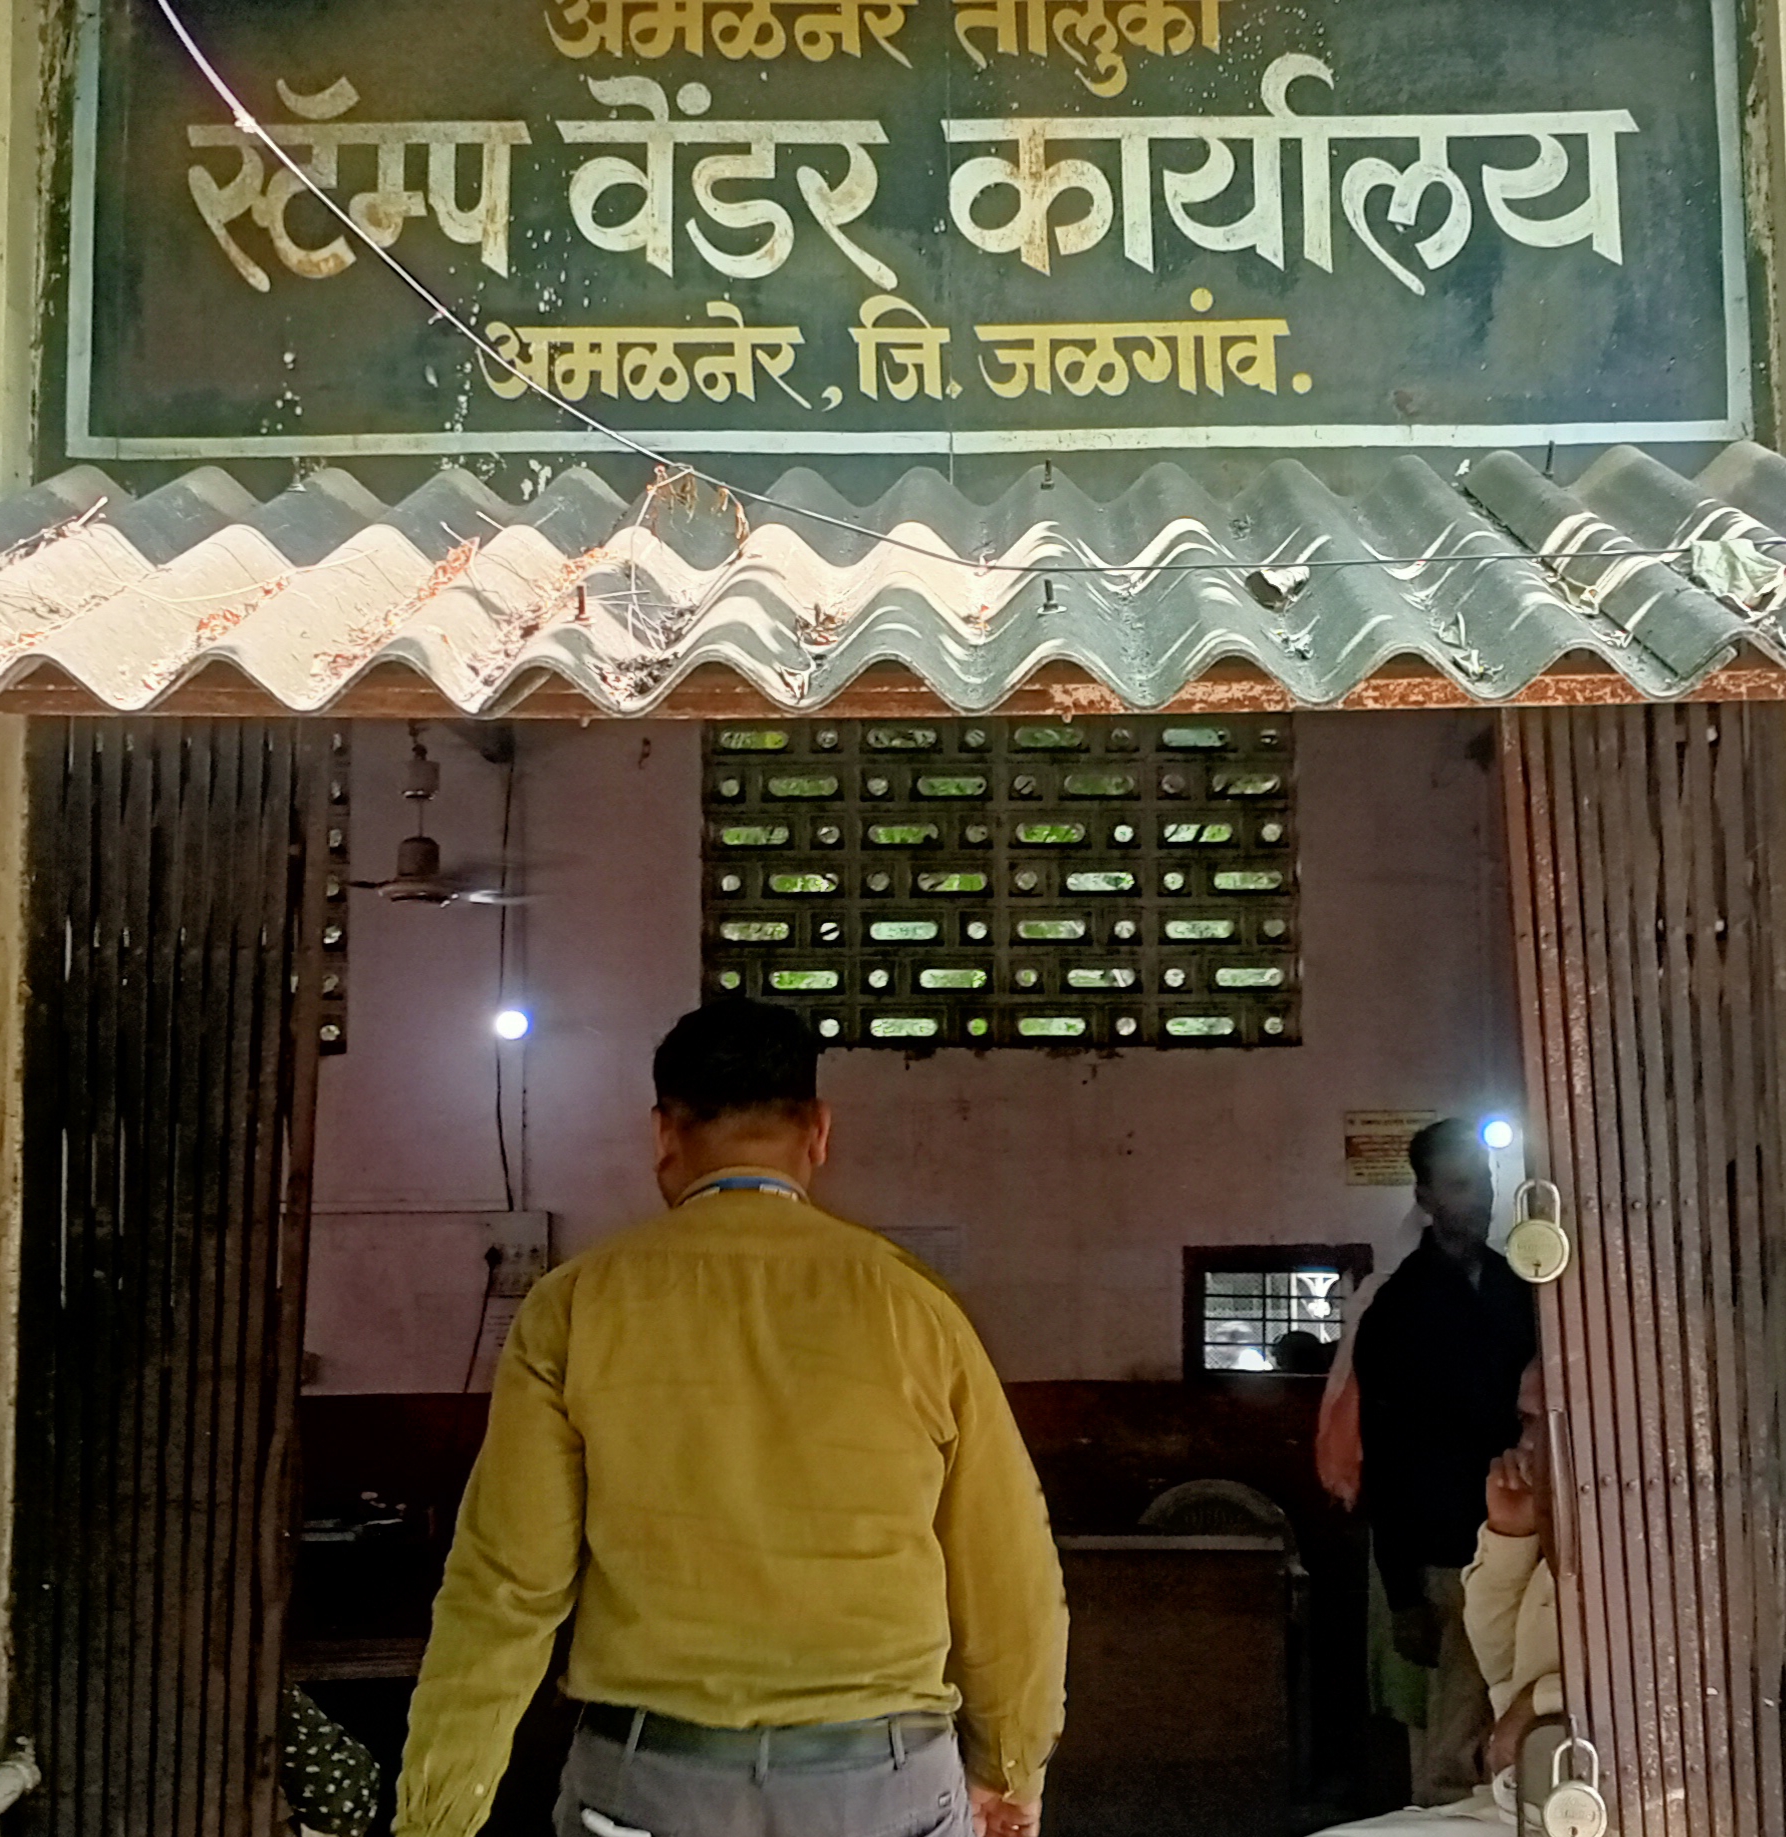 अमळनेर तालुका
स्टॅम्प वेंडर कार्यालय
अमळनेर, जि. जळगांव.